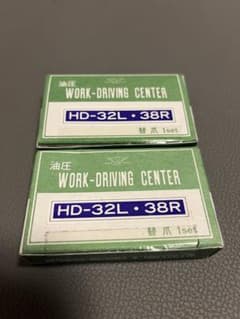 油圧
WORK-DRIVING CENTER
HD-32L・38R
替爪 1set
油圧
WORK-DRIVING CENTER
HD-32L・38R
替爪 1set